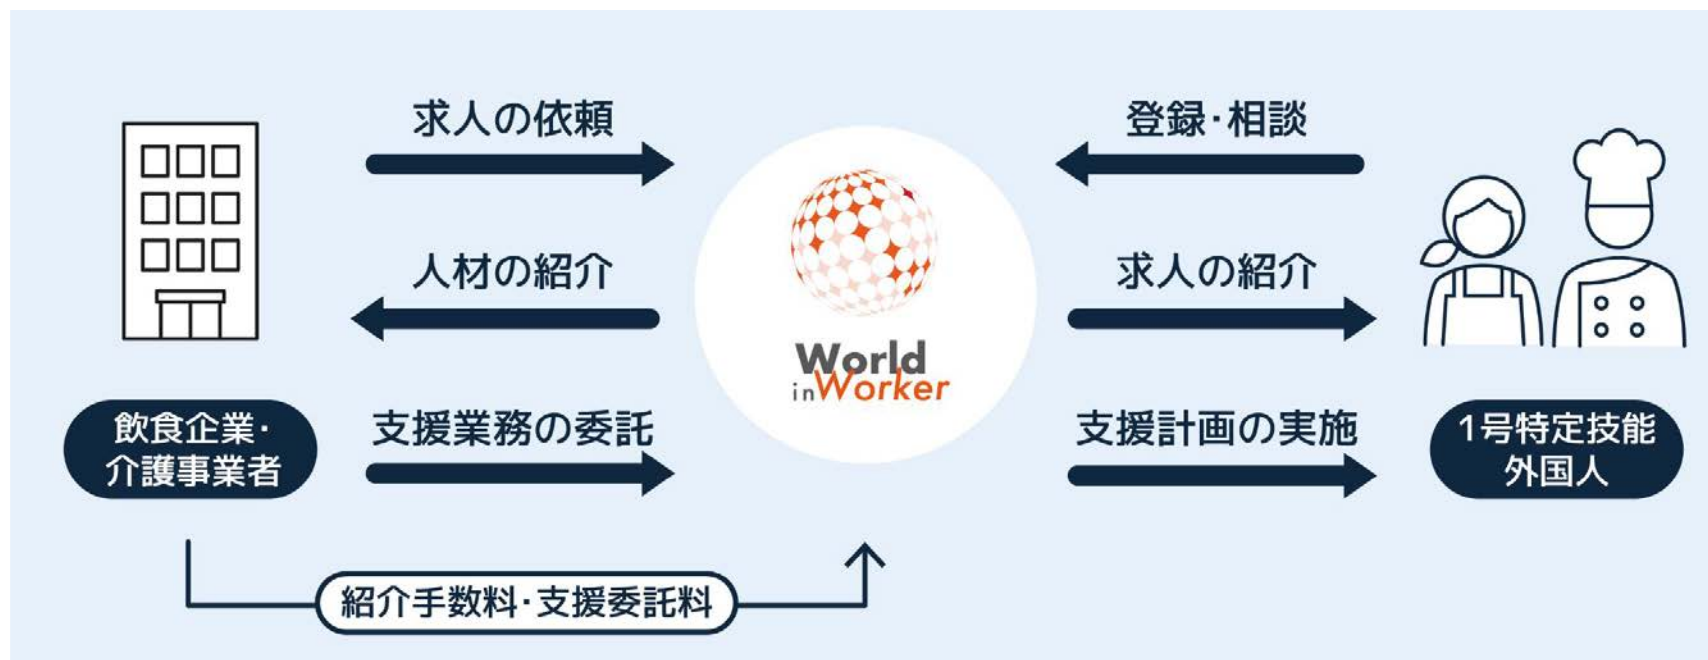 求人の依頼
登録·相談
人材の紹介
求人の紹介
World
inWorker
飲食企業·
介護事業者
支援業務の委託
支援計画の実施
1号特定技能
外国人
紹介手数料·支援委託料